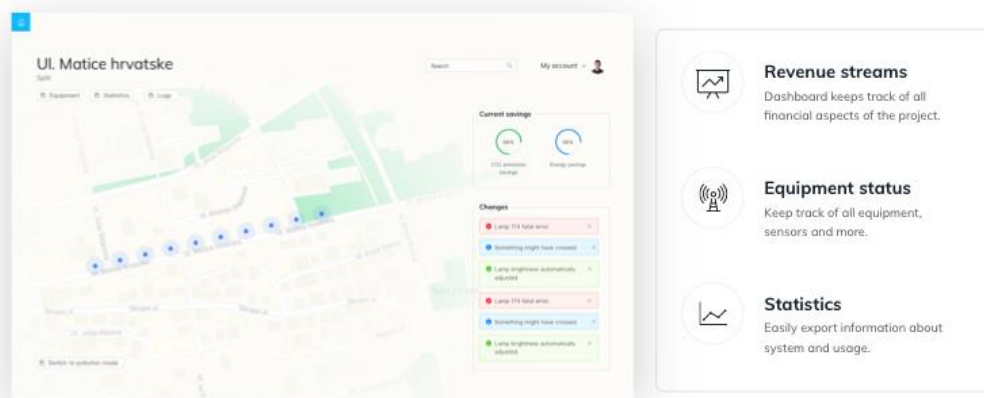 Ul. Matice hrvatske
Split
Search
My account
Equipment
Statistics
Logs
Current savings
CO2 emission
savings
Energy savings
Changes
Lamp 174 fatal error.
Something might have crossed.
Lamp brightness automatically
adjusted.
Lamp 174 fatal error.
Something might have crossed.
Lamp brightness automatically
adjusted.
Switch to pollution mode
Revenue streams
Dashboard keeps track of all
financial aspects of the project.
Equipment status
Keep track of all equipment,
sensors and more.
Statistics
Easily export information about
system and usage.